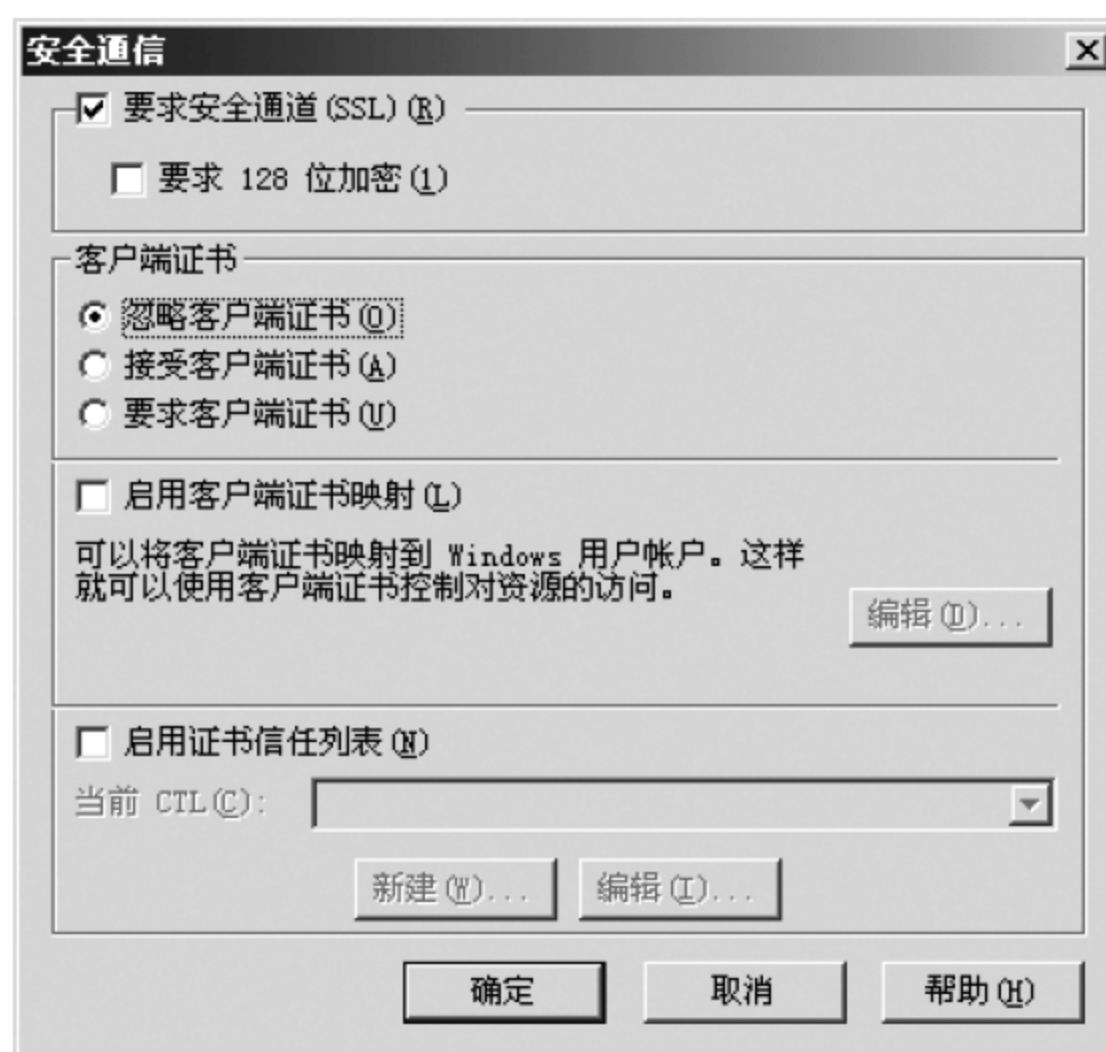 安全通信
要求安全通道(SSL)(R)
要求 128 位加密(1)
客户端证书
忽略客户端证书(O)
接受客户端证书(A)
要求客户端证书(U)
启用客户端证书映射(L)
可以将客户端证书映射到 Windows 用户帐户。这样
就可以使用客户端证书控制对资源的访问。
编辑(D)...
启用证书信任列表(N)
当前 CTL(C):
新建(W)... 编辑(I)...
确定 取消 帮助(H)